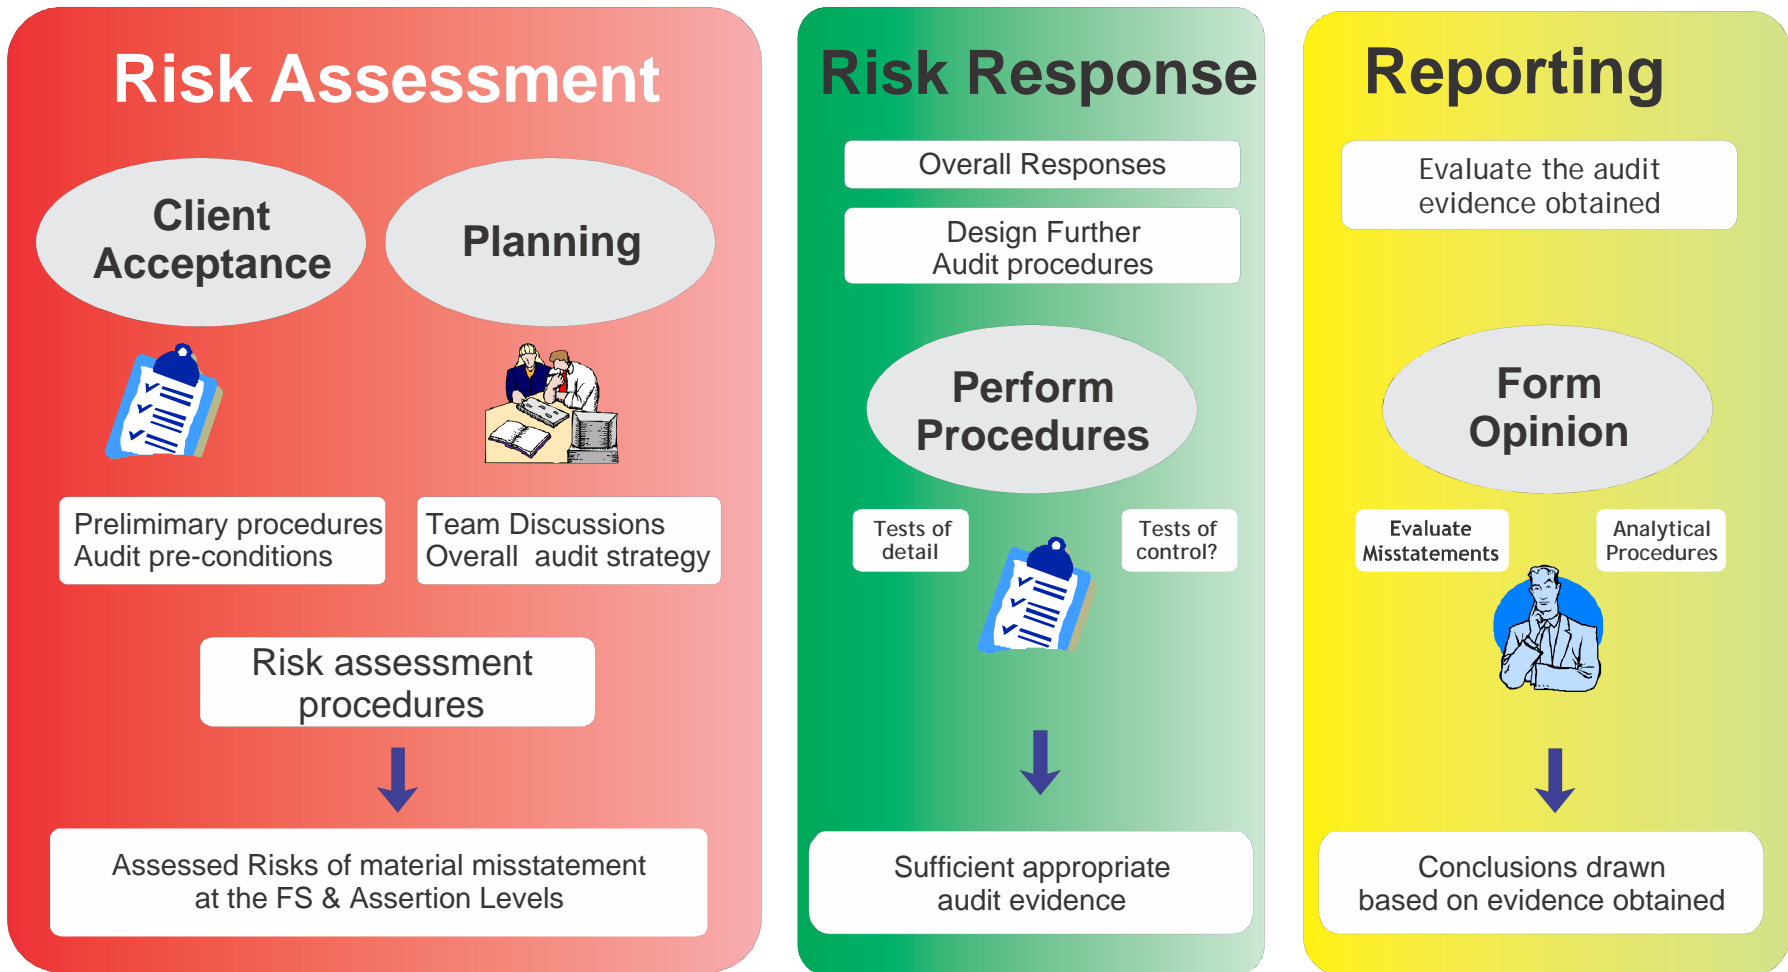 Risk Assessment
Client
Acceptance
Planning
Prelimimary procedures
Audit pre-conditions
Team Discussions
Overall  audit strategy
Risk assessment
procedures
Assessed Risks of material misstatement
at the FS & Assertion Levels
Risk Response
Overall Responses
Design Further
Audit procedures
Perform
Procedures
Tests of
detail
Tests of
control?
Sufficient appropriate
audit evidence
Reporting
Evaluate the audit
evidence obtained
Form
Opinion
Evaluate
Misstatements
Analytical
Procedures
Conclusions drawn
based on evidence obtained